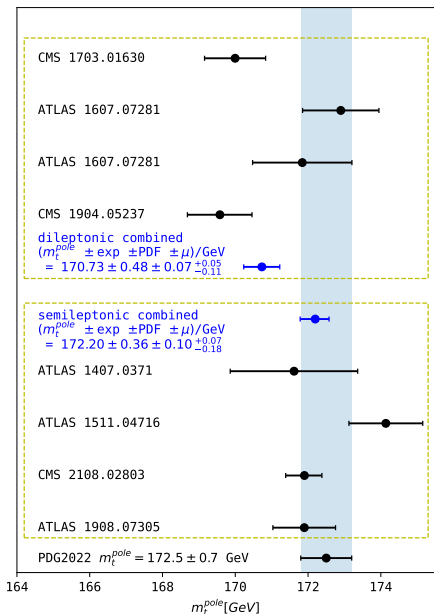 CMS 1703.01630
ATLAS 1607.07281
ATLAS 1607.07281
CMS 1904.05237
dileptonic combined
(m_t^{pole} ±exp ±PDF ±μ)/GeV
= 170.73±0.48±0.07^{+0.05}_{-0.11}
semileptonic combined
(m_t^{pole} ±exp ±PDF ±μ)/GeV
= 172.20±0.36±0.10^{+0.07}_{-0.18}
ATLAS 1407.0371
ATLAS 1511.04716
CMS 2108.02803
ATLAS 1908.07305
PDG2022 m_t^{pole} = 172.5±0.7 GeV
164 166 168 170 172 174
m_t^{pole}[GeV]